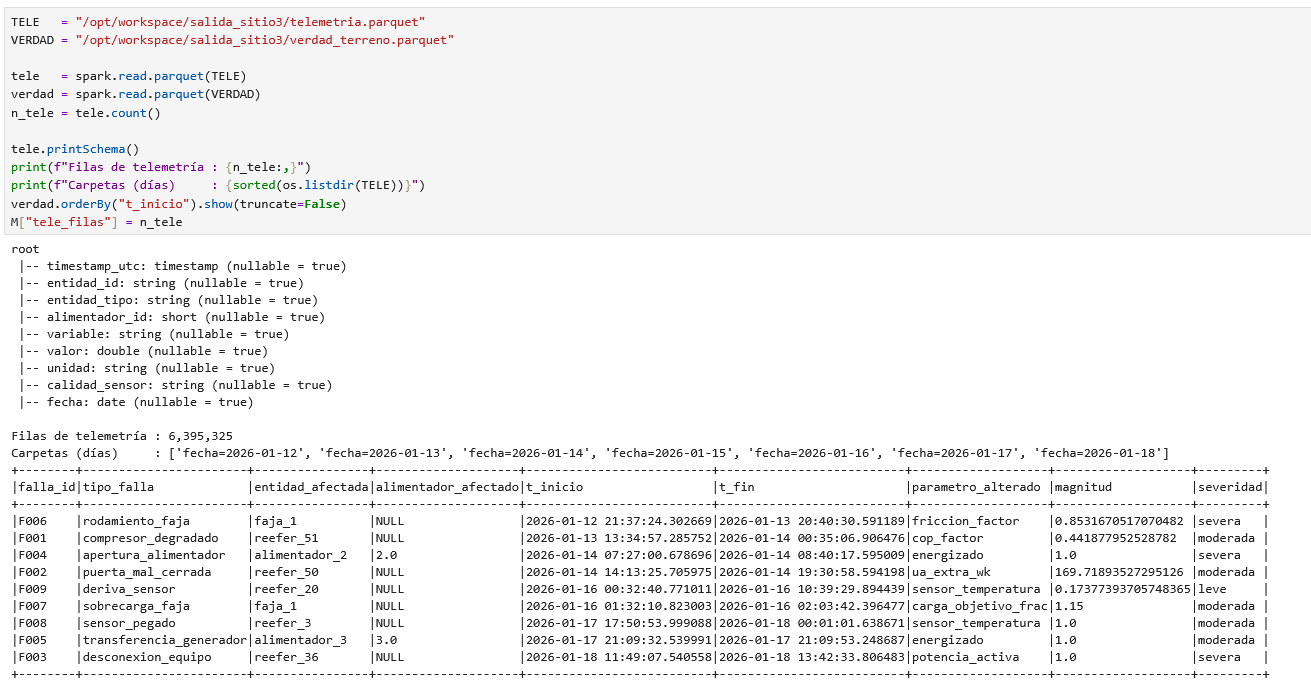 TELE   = "/opt/workspace/salida_sitio3/telemetria.parquet"
VERDAD = "/opt/workspace/salida_sitio3/verdad_terreno.parquet"

tele   = spark.read.parquet(TELE)
verdad = spark.read.parquet(VERDAD)
n_tele = tele.count()

tele.printSchema()
print(f"Filas de telemetría : {n_tele:,}")
print(f"Carpetas (días)     : {sorted(os.listdir(TELE))}")
verdad.orderBy("t_inicio").show(truncate=False)
M["tele_filas"] = n_tele
root
 |-- timestamp_utc: timestamp (nullable = true)
 |-- entidad_id: string (nullable = true)
 |-- entidad_tipo: string (nullable = true)
 |-- alimentador_id: short (nullable = true)
 |-- variable: string (nullable = true)
 |-- valor: double (nullable = true)
 |-- unidad: string (nullable = true)
 |-- calidad_sensor: string (nullable = true)
 |-- fecha: date (nullable = true)

Filas de telemetría : 6,395,325
Carpetas (días)     : ['fecha=2026-01-12', 'fecha=2026-01-13', 'fecha=2026-01-14', 'fecha=2026-01-15', 'fecha=2026-01-16', 'fecha=2026-01-17', 'fecha=2026-01-18']
+--------+-----------------------+----------------+--------------------+--------------------------+--------------------------+-------------------+-------------------+---------+
|falla_id|tipo_falla             |entidad_afectada|alimentador_afectado|t_inicio                  |t_fin                     |parametro_alterado |magnitud           |severidad|
+--------+-----------------------+----------------+--------------------+--------------------------+--------------------------+-------------------+-------------------+---------+
|F006    |rodamiento_faja        |faja_1          |NULL                |2026-01-12 21:37:24.302669|2026-01-13 20:40:30.591189|friccion_factor    |0.8531670517070482 |severa   |
|F001    |compresor_degradado    |reefer_51       |NULL                |2026-01-13 13:34:57.285752|2026-01-14 00:35:06.906476|cop_factor         |0.441877952528782  |moderada |
|F004    |apertura_alimentador   |alimentador_2   |2.0                 |2026-01-14 07:27:00.678696|2026-01-14 08:40:17.595009|energizado         |1.0                |severa   |
|F002    |puerta_mal_cerrada     |reefer_50       |NULL                |2026-01-14 14:13:25.705975|2026-01-14 19:30:58.594198|ua_extra_wk        |169.71893527295126 |moderada |
|F009    |deriva_sensor          |reefer_20       |NULL                |2026-01-16 00:32:40.771011|2026-01-16 10:39:29.894439|sensor_temperatura |0.17377393705748365|leve     |
|F007    |sobrecarga_faja        |faja_1          |NULL                |2026-01-16 01:32:10.823003|2026-01-16 02:03:42.396477|carga_objetivo_frac|1.15               |moderada |
|F008    |sensor_pegado          |reefer_3        |NULL                |2026-01-17 17:50:53.999088|2026-01-18 00:01:01.638671|sensor_temperatura |1.0                |moderada |
|F005    |transferencia_generador|alimentador_3   |3.0                 |2026-01-17 21:09:32.539991|2026-01-17 21:09:53.248687|energizado         |1.0                |moderada |
|F003    |desconexion_equipo     |reefer_36       |NULL                |2026-01-18 11:49:07.540558|2026-01-18 13:42:33.806483|potencia_activa    |1.0                |severa   |
+--------+-----------------------+----------------+--------------------+--------------------------+--------------------------+-------------------+-------------------+---------+